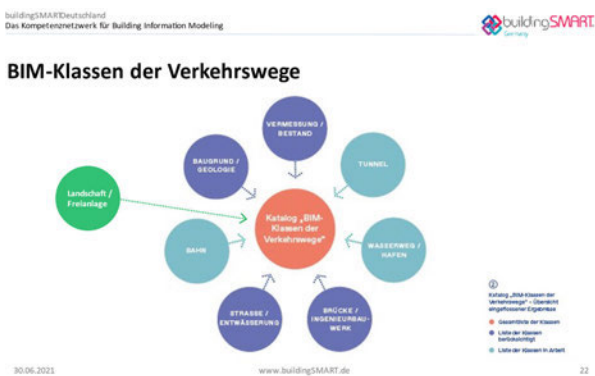 buildingSMART Deutschland
Das Kompetenznetzwerk für Building Information Modeling
buildingSMART
Germany
BIM-Klassen der Verkehrswege
VERMESSUNG /
BESTAND
BAUGRUND /
GEOLOGIE
TUNNEL
Landschaft /
Freianlage
Katalog „BIM-
Klassen der
Verkehrswege“
BAHN
WASSERWEG /
HAFEN
STRASSE /
ENTWÄSSERUNG
BRÜCKE /
INGENIEURBAU-
WERK
Katalog „BIM-Klassen der
Verkehrswege“ – Übersicht
eingeflossener Ergebnisse
Gesamtliste der Klassen
Liste der Klassen
berücksichtigt
Liste der Klassen in Arbeit
30.06.2021
www.buildingSMART.de
22